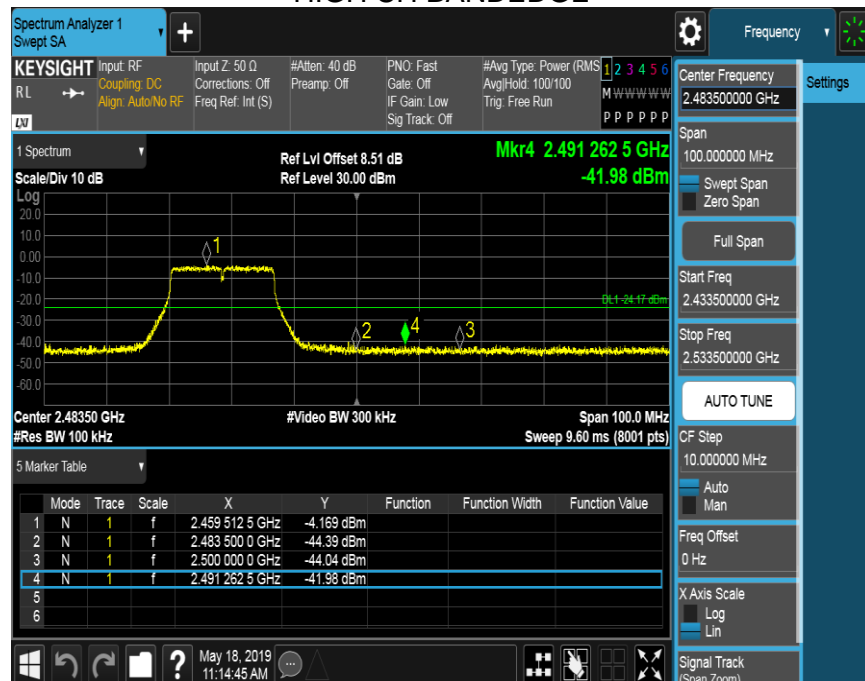 HIGH CH BANDEDGE
Spectrum Analyzer 1
Swept SA
+
Frequency
KEYSIGHT
RL
LXI
Input: RF
Coupling: DC
Align: Auto/No RF
Input Z: 50 Ω
Corrections: Off
Freq Ref: Int (S)
#Atten: 40 dB
Preamp: Off
PNO: Fast
Gate: Off
IF Gain: Low
Sig Track: Off
#Avg Type: Power (RMS
Avg|Hold: 100/100
Trig: Free Run
1 2 3 4 5 6
M W W W W W
P P P P P P
Center Frequency
2.483500000 GHz
Settings
Span
100.000000 MHz
Swept Span
Zero Span
Full Span
Start Freq
2.433500000 GHz
Stop Freq
2.533500000 GHz
AUTO TUNE
CF Step
10.000000 MHz
Auto
Man
Freq Offset
0 Hz
X Axis Scale
Log
Lin
Signal Track
(Span Zoom)
1 Spectrum
Scale/Div 10 dB
Ref Lvl Offset 8.51 dB
Ref Level 30.00 dBm
Mkr4 2.491 262 5 GHz
-41.98 dBm
Log
20.0
10.0
0.00
-10.0
-20.0
-30.0
-40.0
-50.0
-60.0
1
2
4
3
DL1 -24.17 dBm
Center 2.48350 GHz
#Video BW 300 kHz
Span 100.0 MHz
#Res BW 100 kHz
Sweep 9.60 ms (8001 pts)
5 Marker Table
Mode Trace Scale X Y Function Function Width Function Value
1 N 1 f 2.459 512 5 GHz -4.169 dBm
2 N 1 f 2.483 500 0 GHz -44.39 dBm
3 N 1 f 2.500 000 0 GHz -44.04 dBm
4 N 1 f 2.491 262 5 GHz -41.98 dBm
5
6
?
May 18, 2019
11:14:45 AM